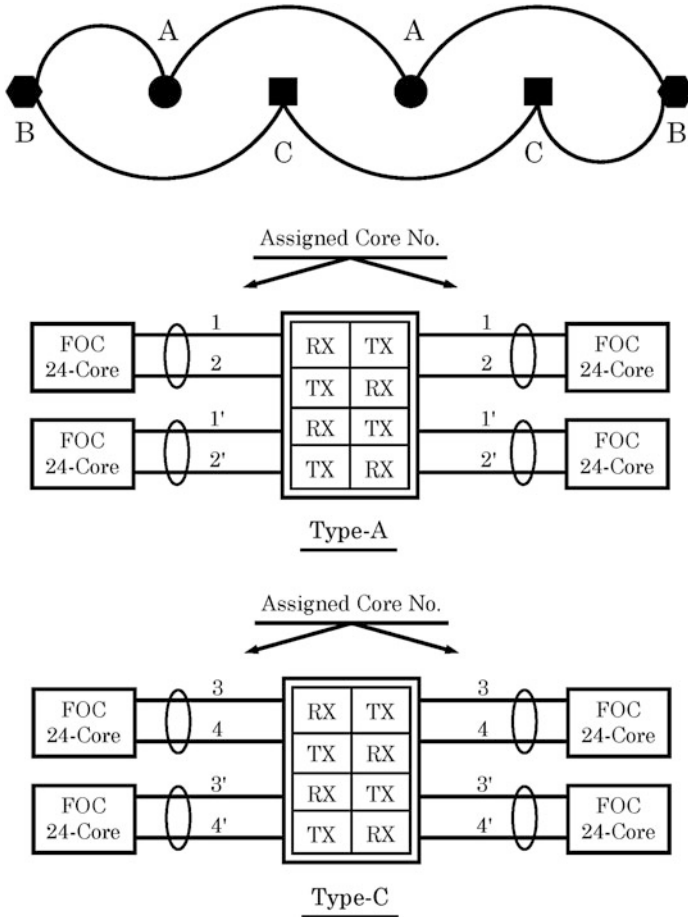 A A
B C C B
Assigned Core No.
1 1
FOC 24-Core RX TX FOC 24-Core
2 2
TX RX
1' 1'
FOC 24-Core RX TX FOC 24-Core
2' 2'
TX RX
Type-A
Assigned Core No.
3 3
FOC 24-Core RX TX FOC 24-Core
4 4
TX RX
3' 3'
FOC 24-Core RX TX FOC 24-Core
4' 4'
TX RX
Type-C